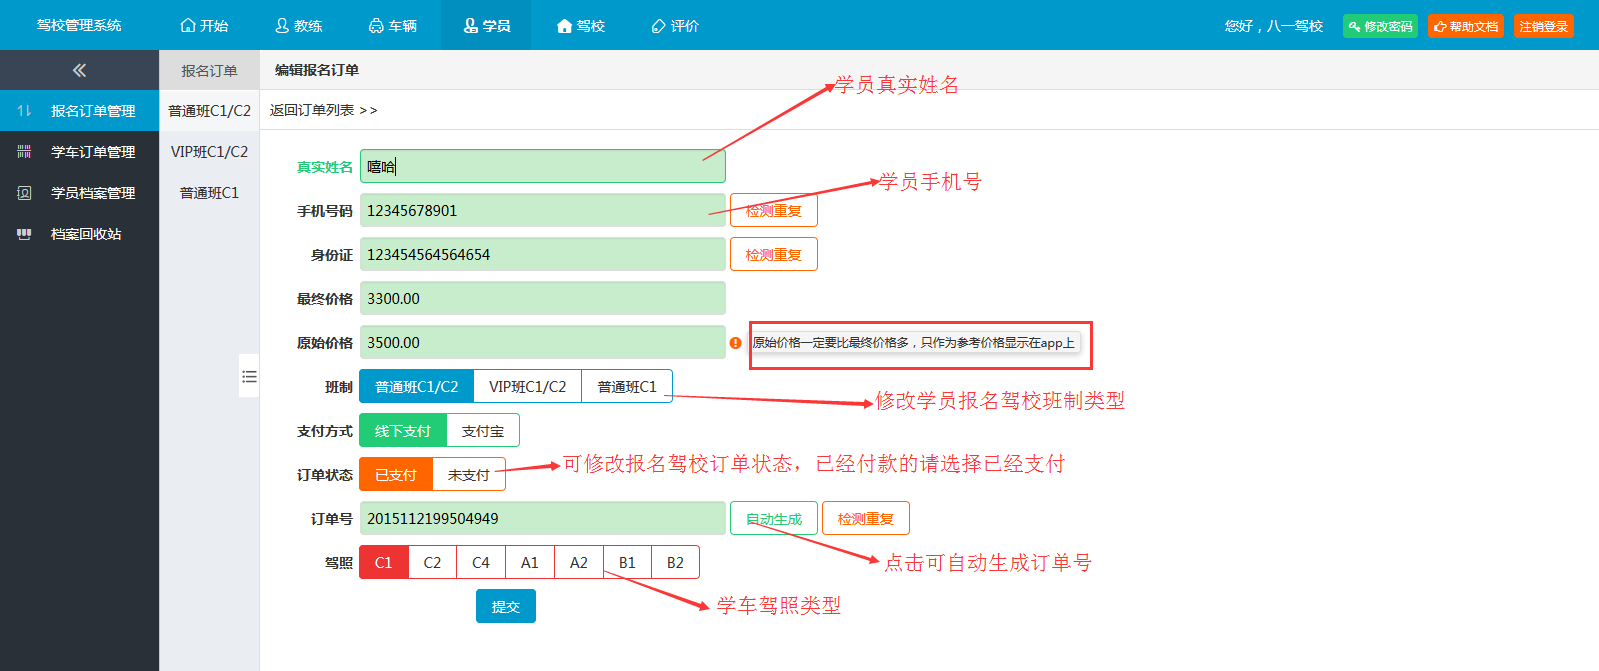 驾校管理系统 开始 教练 车辆 学员 驾校 评价 您好，八一驾校 修改密码 帮助文档 注销登录
报名订单 编辑报名订单
学员真实姓名
报名订单管理 普通班C1/C2 返回订单列表 >>
学车订单管理 VIP班C1/C2
真实姓名 嘻哈
学员手机号
学员档案管理 普通班C1
手机号码 12345678901 检测重复
档案回收站
身份证 123454564564654 检测重复
最终价格 3300.00
原始价格 3500.00 原始价格一定要比最终价格多，只作为参考价格显示在app上
班制 普通班C1/C2 VIP班C1/C2 普通班C1
修改学员报名驾校班制类型
支付方式 线下支付 支付宝
可修改报名驾校订单状态，已经付款的请选择已经支付
订单状态 已支付 未支付
订单号 2015112199504949 自动生成 检测重复
点击可自动生成订单号
驾照 C1 C2 C4 A1 A2 B1 B2
学车驾照类型
提交